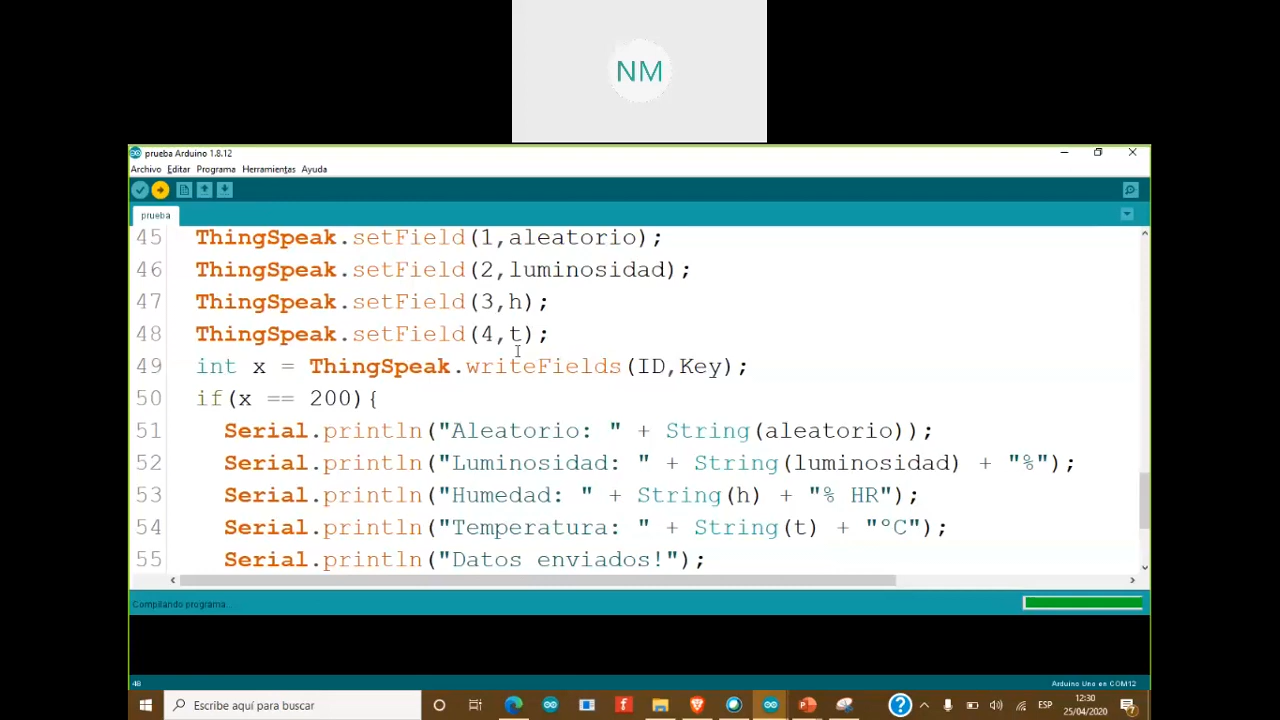 NM
prueba Arduino 1.8.12
Archivo Editar Programa Herramientas Ayuda
prueba
45 ThingSpeak.setField(1,aleatorio);
46 ThingSpeak.setField(2,luminosidad);
47 ThingSpeak.setField(3,h);
48 ThingSpeak.setField(4,t);
49 int x = ThingSpeak.writeFields(ID,Key);
50 if(x == 200){
51 Serial.println("Aleatorio: " + String(aleatorio));
52 Serial.println("Luminosidad: " + String(luminosidad) + "%");
53 Serial.println("Humedad: " + String(h) + "% HR");
54 Serial.println("Temperatura: " + String(t) + "ºC");
55 Serial.println("Datos enviados!");
Compilando programa...
48 Arduino Uno en COM12
Escribe aquí para buscar
ESP
12:30
25/04/2020